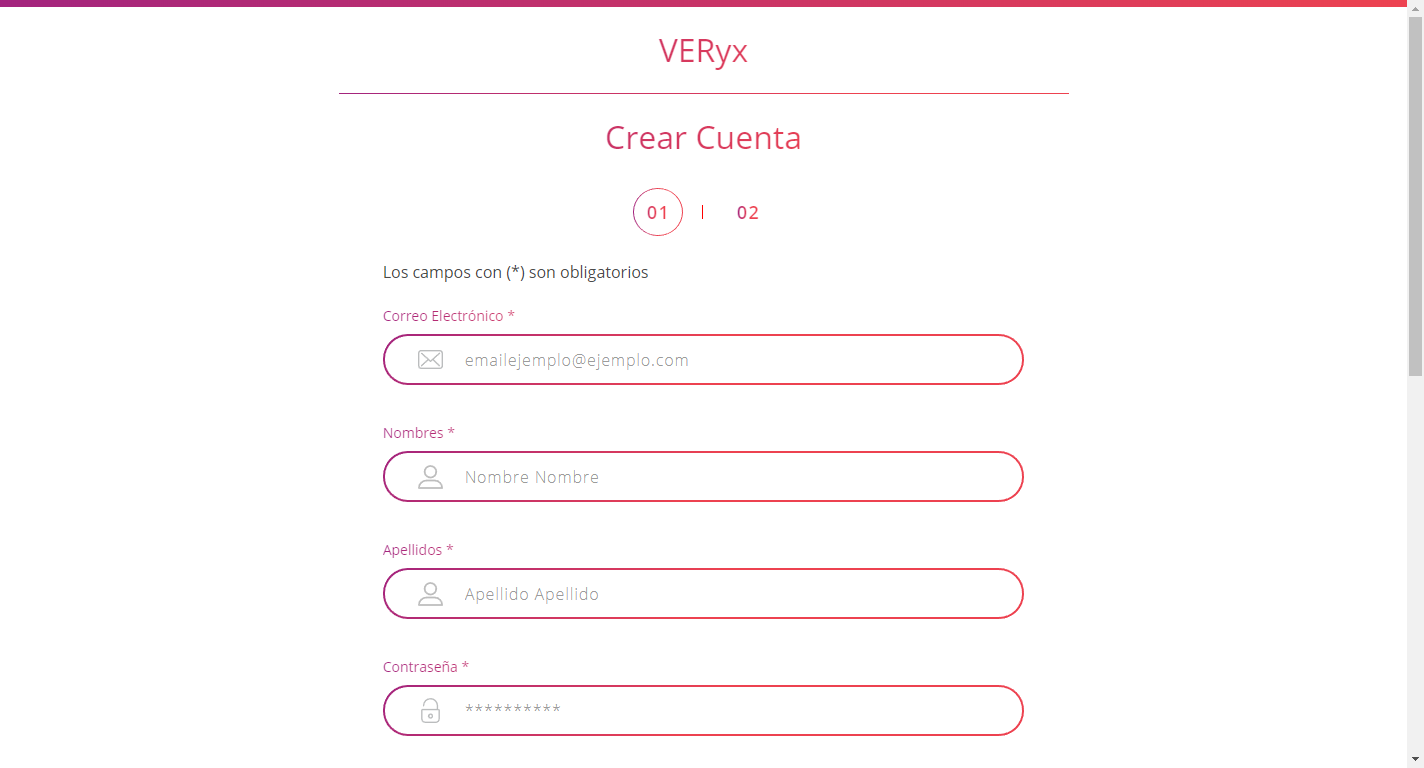 VERyx
Crear Cuenta
01 | 02
Los campos con (*) son obligatorios
Correo Electrónico *
emailejemplo@ejemplo.com
Nombres *
Nombre Nombre
Apellidos *
Apellido Apellido
Contraseña *
**********